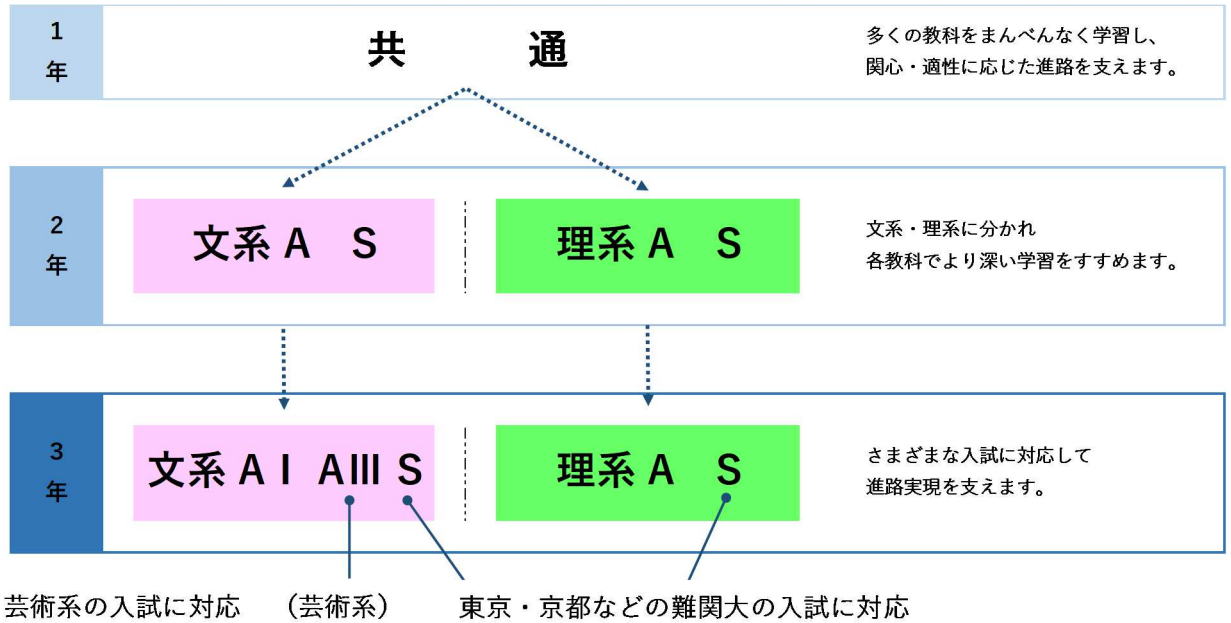 1
年
共 通
多くの教科をまんべんなく学習し、
関心・適性に応じた進路を支えます。
2
年
文系 A S
理系 A S
文系・理系に分かれ
各教科でより深い学習をすすめます。
3
年
文系 AⅠ AⅢ S
理系 A S
さまざまな入試に対応して
進路実現を支えます。
芸術系の入試に対応 （芸術系） 東京・京都などの難関大の入試に対応